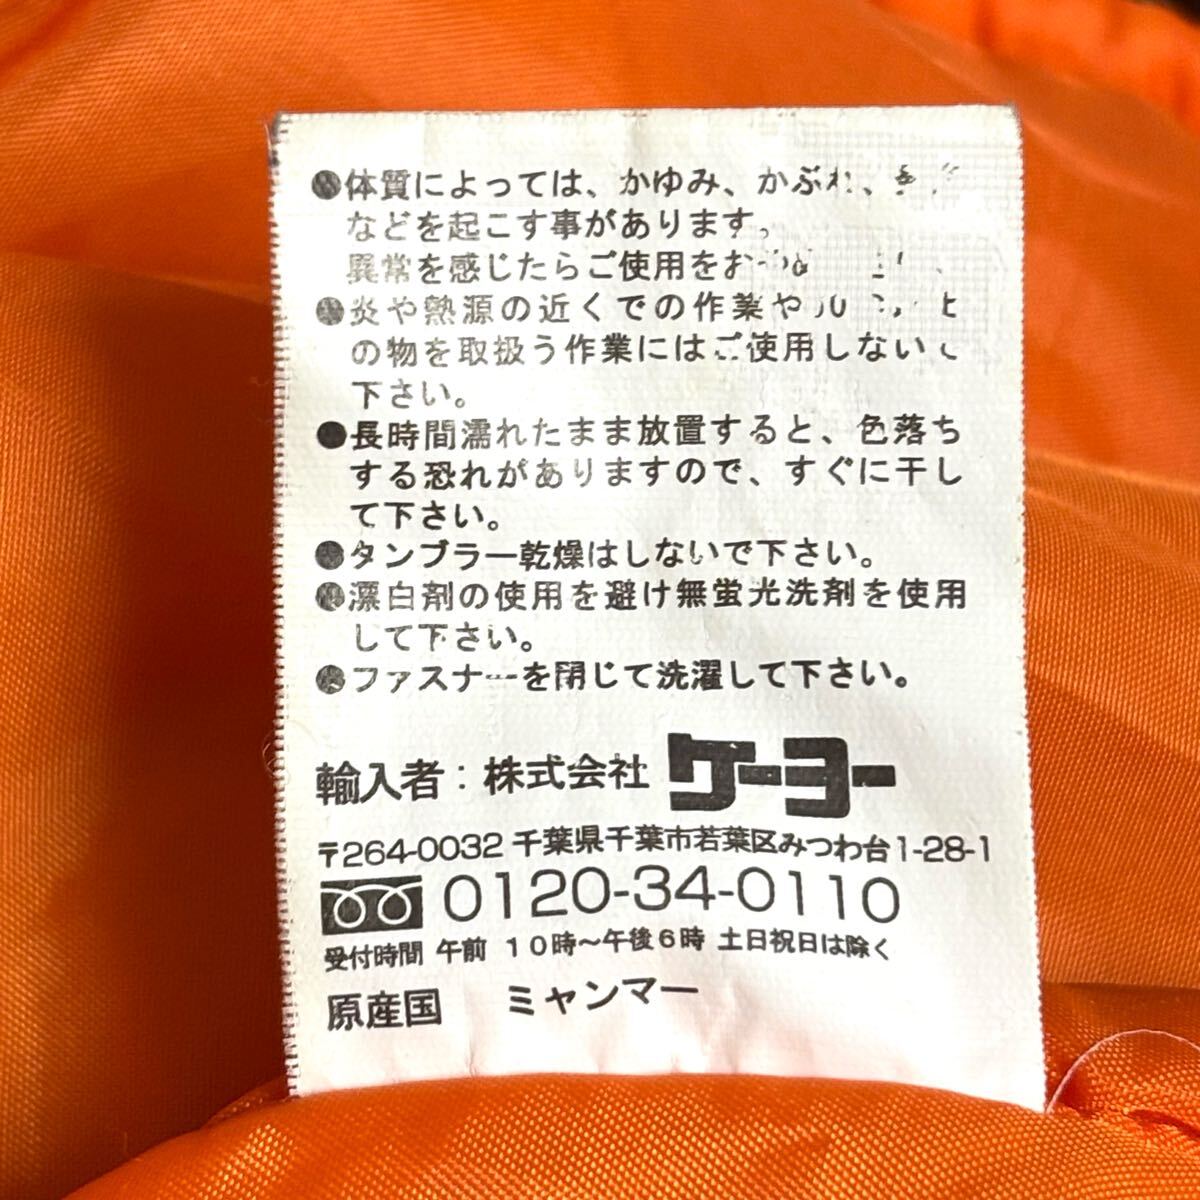 ●体質によっては、かゆみ、かぶれ、
などを起こす事があります。
異常を感じたらご使用をお
●炎や熱源の近くでの作業や
の物を取扱う作業にはご使用しないで
下さい。
●長時間濡れたまま放置すると、色落ち
する恐れがありますので、すぐに干し
て下さい。
●タンブラー乾燥はしないで下さい。
●漂白剤の使用を避け無蛍光洗剤を使用
して下さい。
●ファスナーを閉じて洗濯して下さい。
輸入者：株式会社 ケーヨー
〒264-0032 千葉県千葉市若葉区みつわ台1-28-1
0120-34-0110
受付時間 午前 10時～午後6時 土日祝日は除く
原産国 ミャンマー